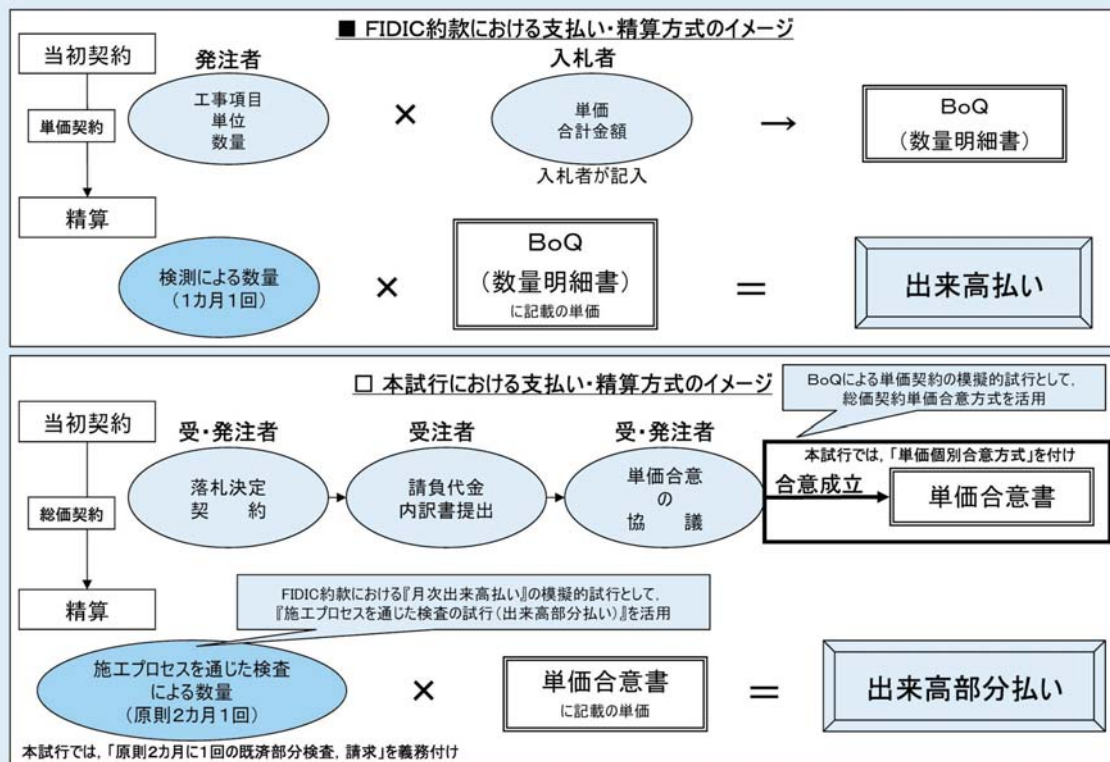 ■ FIDIC約款における支払い・精算方式のイメージ
当初契約
単価契約
精算
発注者
工事項目
単位
数量
×
入札者
単価
合計金額
入札者が記入
→
BoQ
(数量明細書)
検測による数量
(1カ月1回)
×
BoQ
(数量明細書)
に記載の単価
=
出来高払い
□ 本試行における支払い・精算方式のイメージ
BoQによる単価契約の模擬的試行として,
総価契約単価合意方式を活用
当初契約
総価契約
精算
受・発注者
落札決定
契 約
受注者
請負代金
内訳書提出
受・発注者
単価合意
の
協 議
本試行では,「単価個別合意方式」を付け
合意成立
単価合意書
FIDIC約款における『月次出来高払い』の模擬的試行として,
『施工プロセスを通じた検査の試行(出来高部分払い)』を活用
施工プロセスを通じた検査
による数量
(原則2カ月1回)
×
単価合意書
に記載の単価
=
出来高部分払い
本試行では,「原則2カ月に1回の既済部分検査, 請求」を義務付け